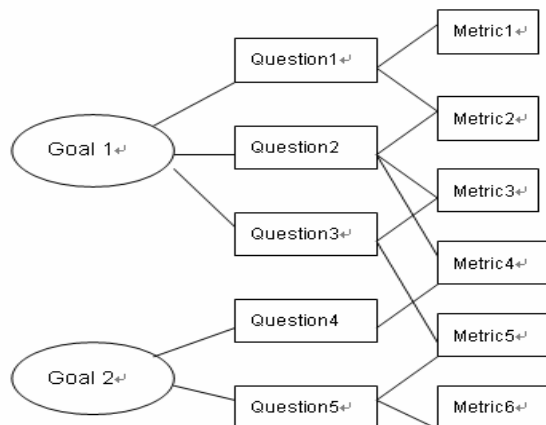 Goal 1
Question1
Question2
Question3
Metric1
Metric2
Metric3
Metric4
Goal 2
Question4
Question5
Metric5
Metric6